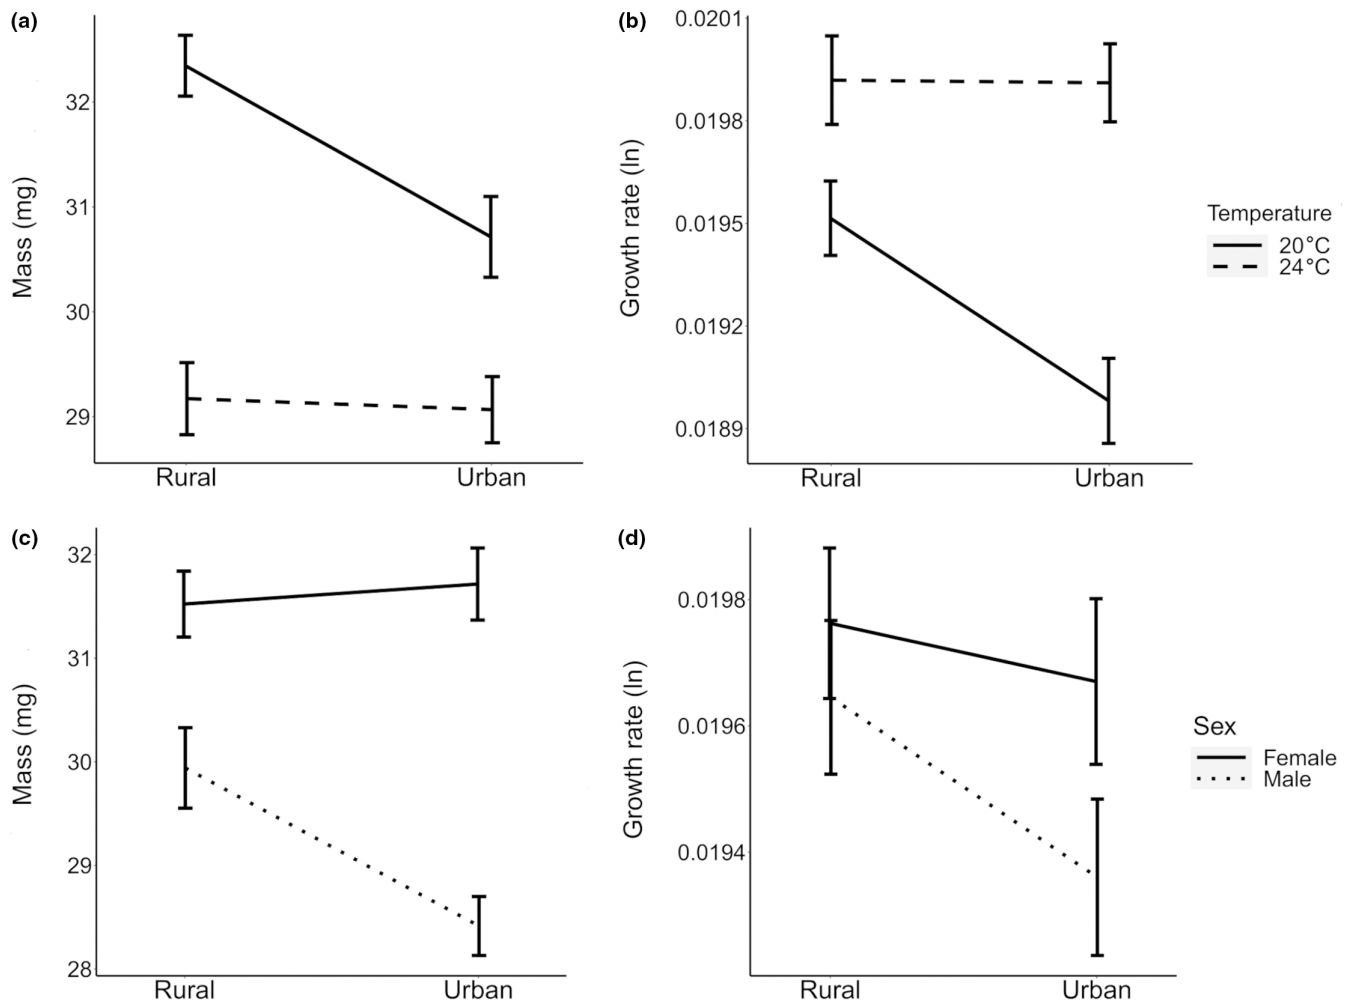 (a)
Mass (mg)
32
31
30
29
Rural Urban
(b)
Growth rate (ln)
0.0201
0.0198
0.0195
0.0192
0.0189
Rural Urban
Temperature
20°C
24°C
(c)
Mass (mg)
32
31
30
29
28
Rural Urban
(d)
Growth rate (ln)
0.0198
0.0196
0.0194
Rural Urban
Sex
Female
Male